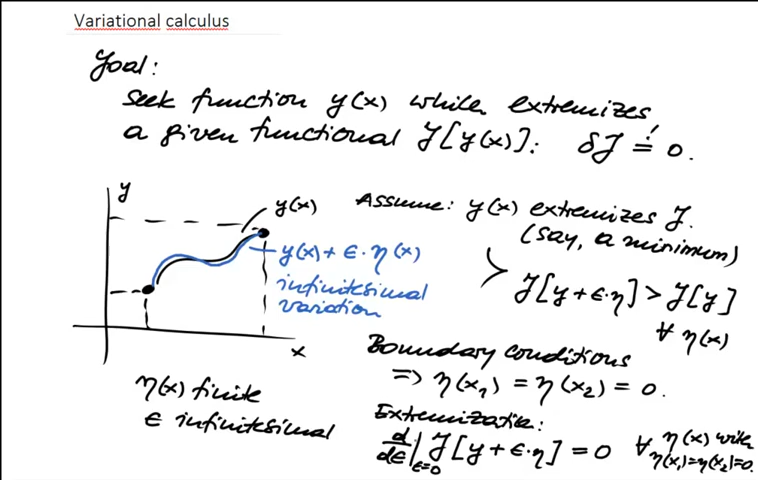 Variational calculus
Goal:
Seek function y(x) which extremizes
a given functional J[y(x)]: δJ ≟ 0.
y
y(x)
y(x) + ε·η(x)
infinitesimal
variation
x
η(x) finite
ε infinitesimal
Assume: y(x) extremizes J.
(say, a minimum)
> J[y+ε·η] > J[y]
∀ η(x)
Boundary conditions
=> η(x₁) = η(x₂) = 0.
Extremization:
d/dε|ε=0 J[y+ε·η] = 0 ∀ η(x) with
η(x₁)=η(x₂)=0.